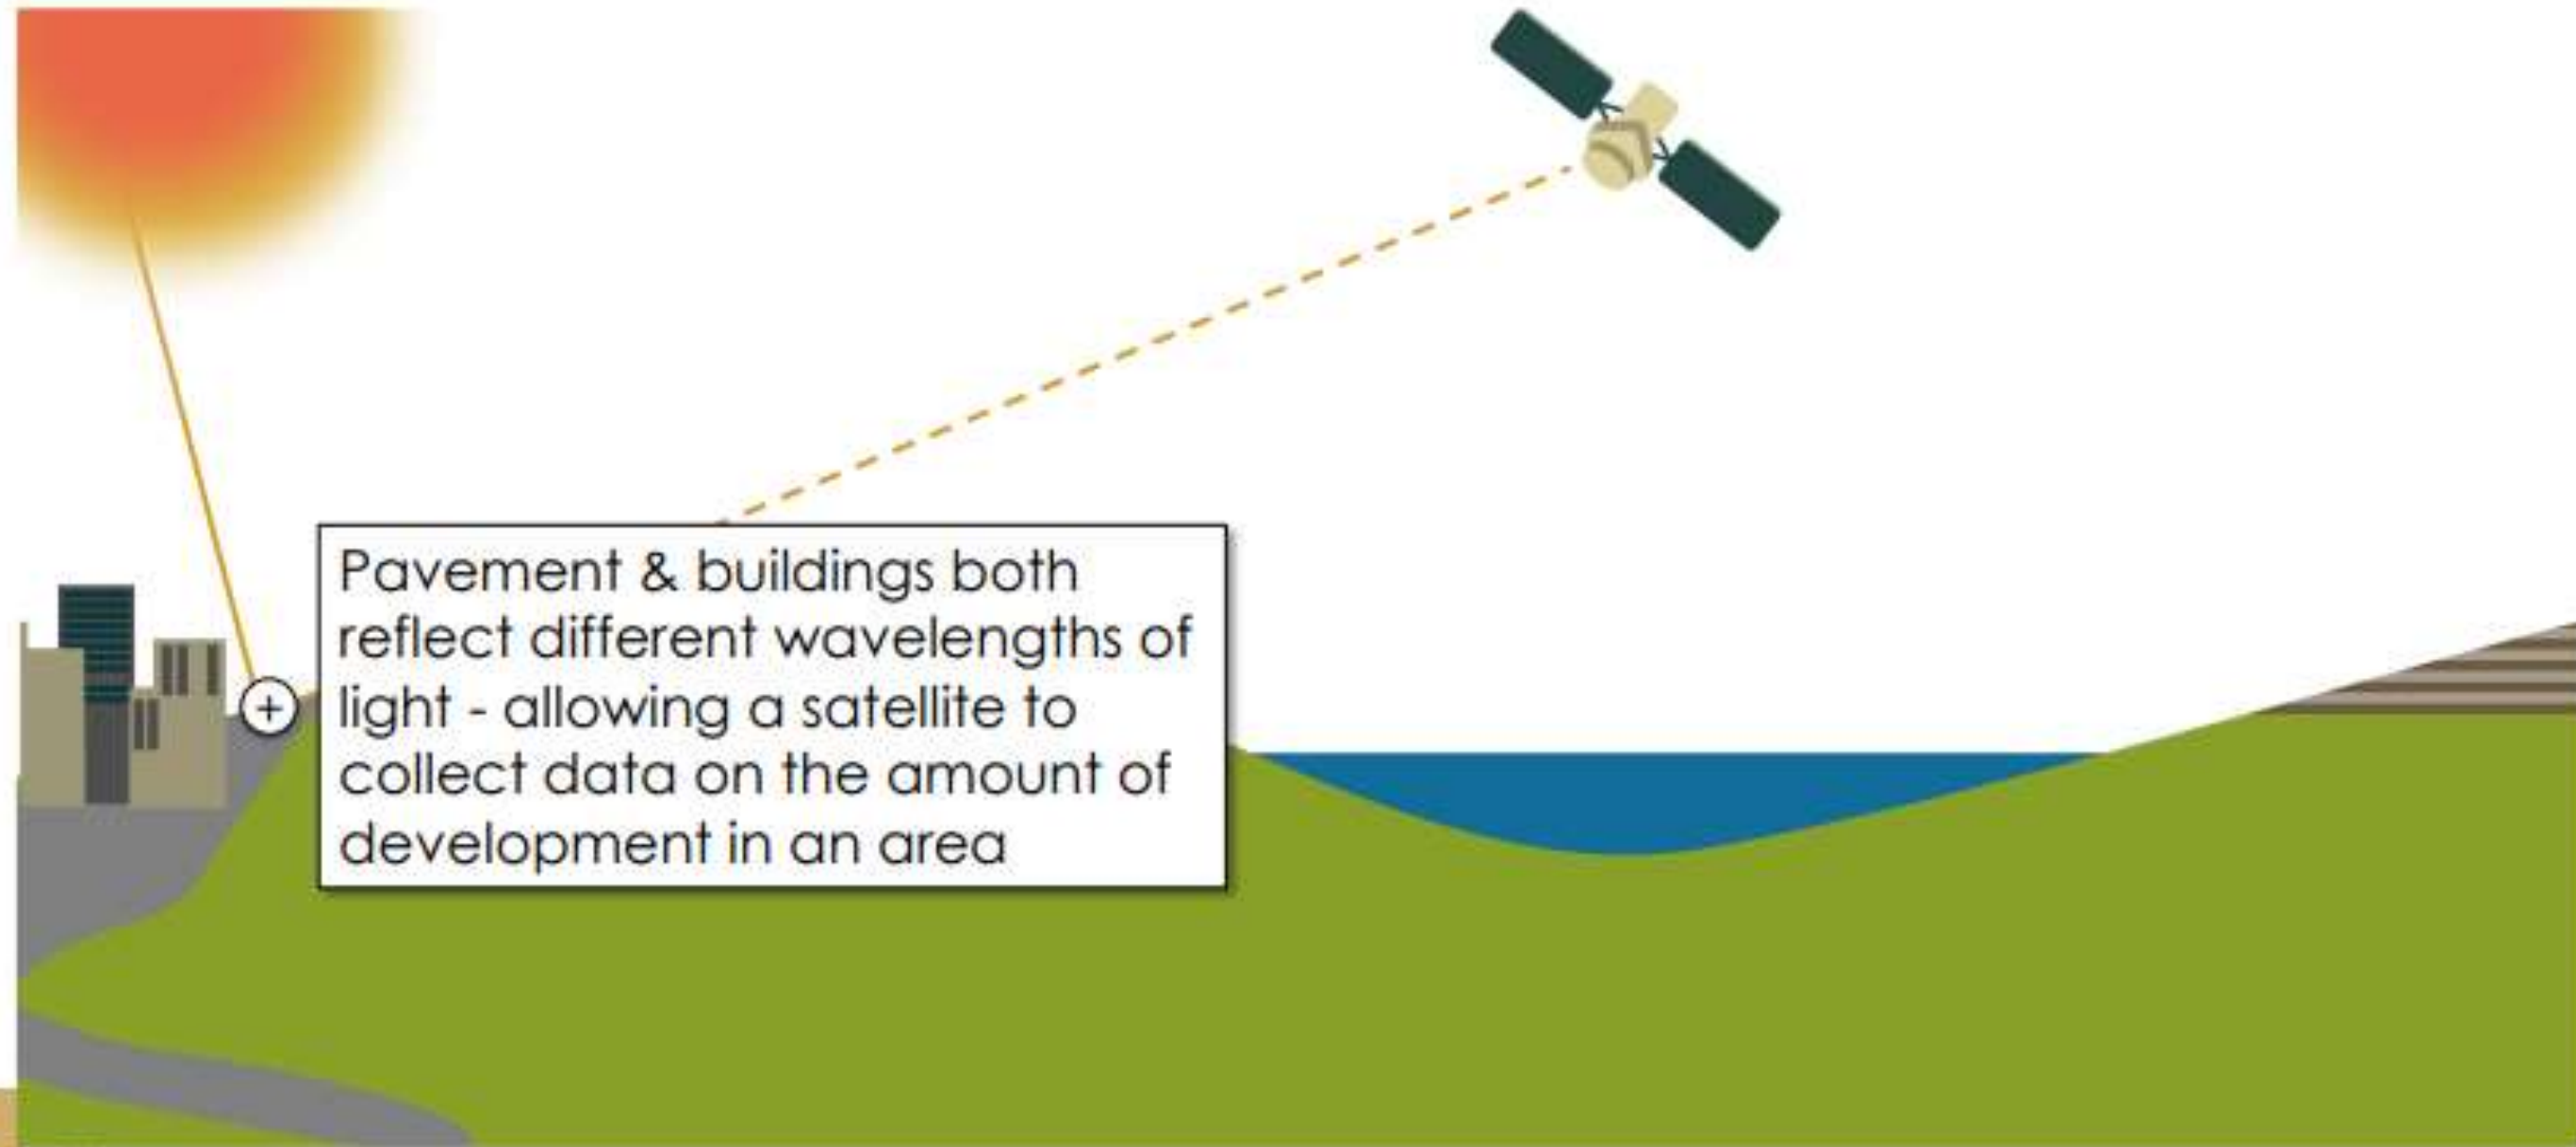 Pavement & buildings both
reflect different wavelengths of
light - allowing a satellite to
collect data on the amount of
development in an area
+